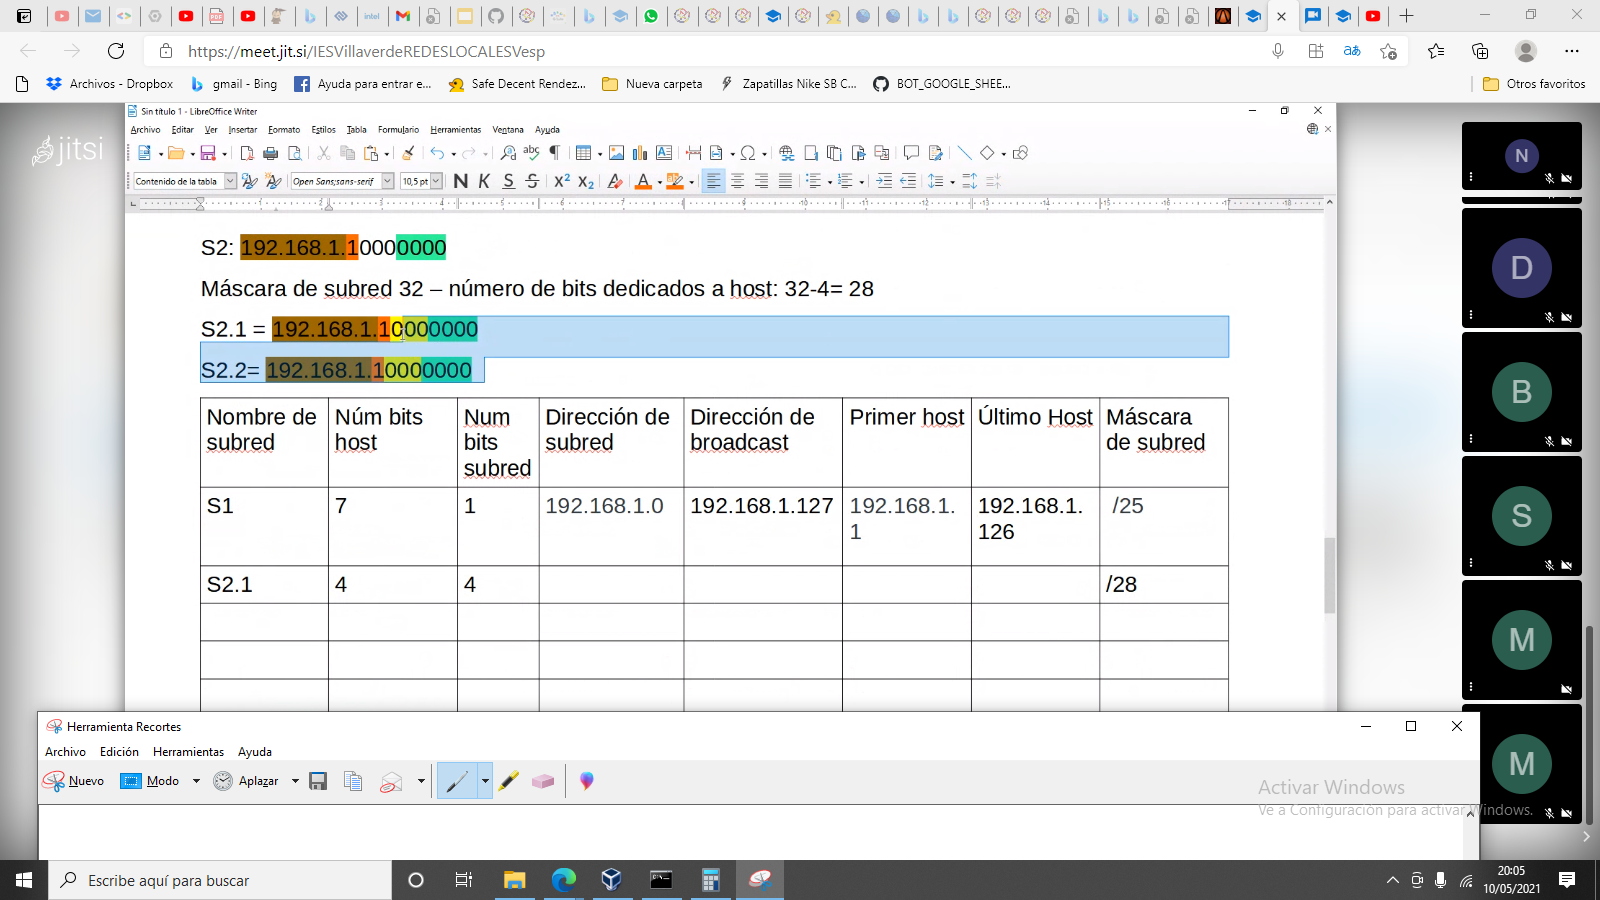 https://meet.jit.si/IESVillaverdeREDESLOCALESVesp
Archivos - Dropbox
gmail - Bing
Ayuda para entrar e...
Safe Decent Rendez...
Nueva carpeta
Zapatillas Nike SB C...
BOT_GOOGLE_SHEE...
Otros favoritos
jitsi
Sin título 1 - LibreOffice Writer
Archivo Editar Ver Insertar Formato Estilos Tabla Formulario Herramientas Ventana Ayuda
Contenido de la tabla
Open Sans;sans-serif
10,5 pt
N K S S X² X₂
S2: 192.168.1.10000000
Máscara de subred 32 – número de bits dedicados a host: 32-4= 28
S2.1 = 192.168.1.10000000
S2.2= 192.168.1.10000000
Nombre de subred
Núm bits host
Num bits subred
Dirección de subred
Dirección de broadcast
Primer host
Último Host
Máscara de subred
S1
7
1
192.168.1.0
192.168.1.127
192.168.1.1
192.168.1.126
/25
S2.1
4
4
/28
N
D
B
S
M
M
Herramienta Recortes
Archivo Edición Herramientas Ayuda
Nuevo
Modo
Aplazar
Activar Windows
Ve a Configuración para activar Windows.
Escribe aquí para buscar
20:05
10/05/2021